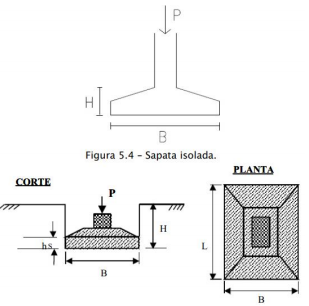 P
H
B
Figura 5.4 - Sapata isolada.
CORTE
PLANTA
P
H
hs
B
L
B